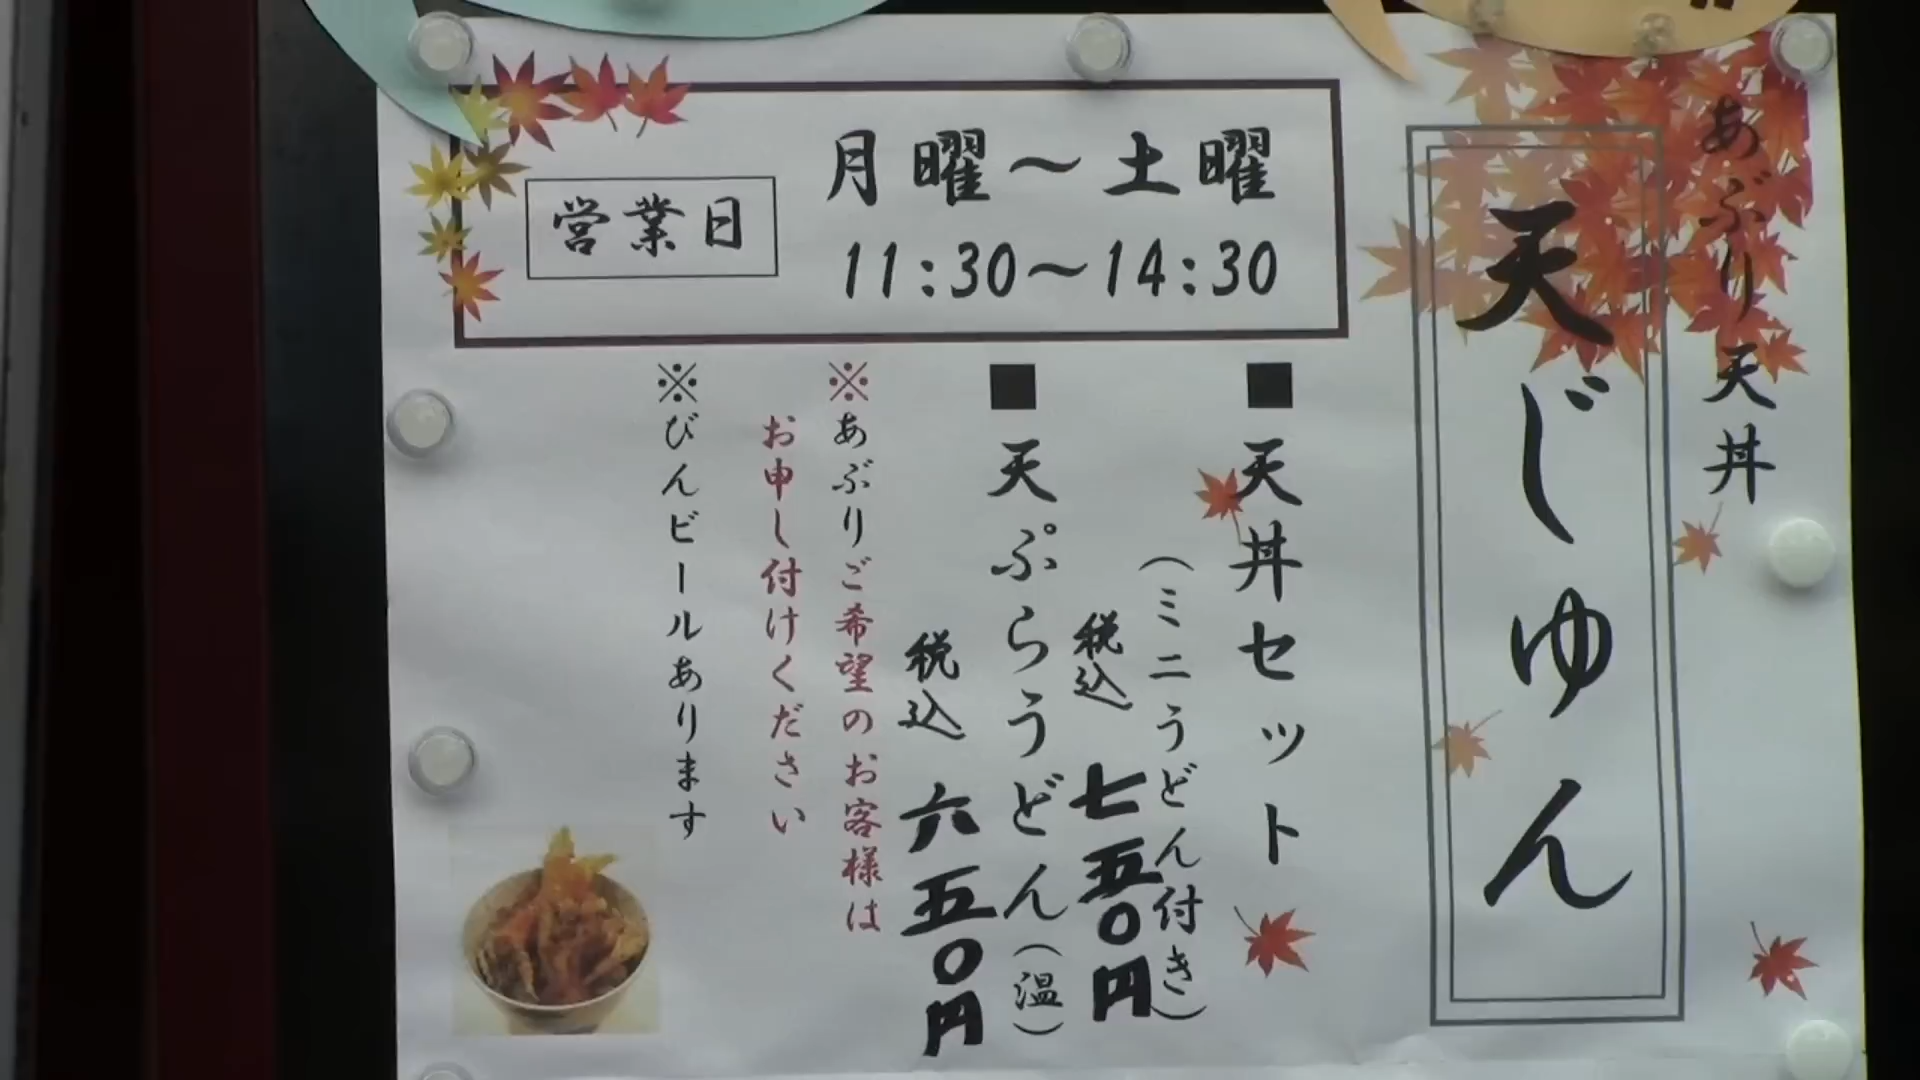 あぶり天丼
天じゅん
営業日
月曜～土曜
11:30～14:30
■天丼セット
（ミニうどん付き）
税込 七五〇円
■天ぷらうどん（温）
税込 六五〇円
※あぶりご希望のお客様は
お申し付けください
※びんビールあります